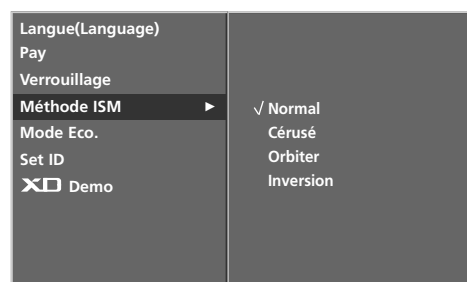 Langue(Language)
Pay
Verrouillage
Méthode ISM ►
Mode Eco.
Set ID
XD Demo
√ Normal
Cérusé
Orbiter
Inversion